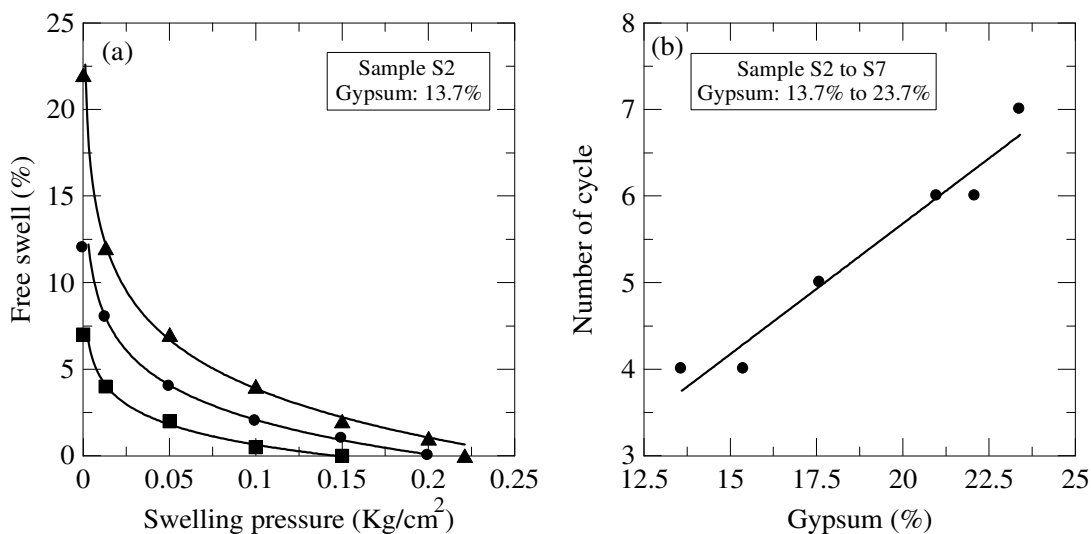 (a)
Sample S2
Gypsum: 13.7%
Free swell (%)
25
20
15
10
5
0
0 0.05 0.1 0.15 0.2 0.25
Swelling pressure (Kg/cm²)
(b)
Sample S2 to S7
Gypsum: 13.7% to 23.7%
Number of cycle
8
7
6
5
4
3
12.5 15 17.5 20 22.5 25
Gypsum (%)